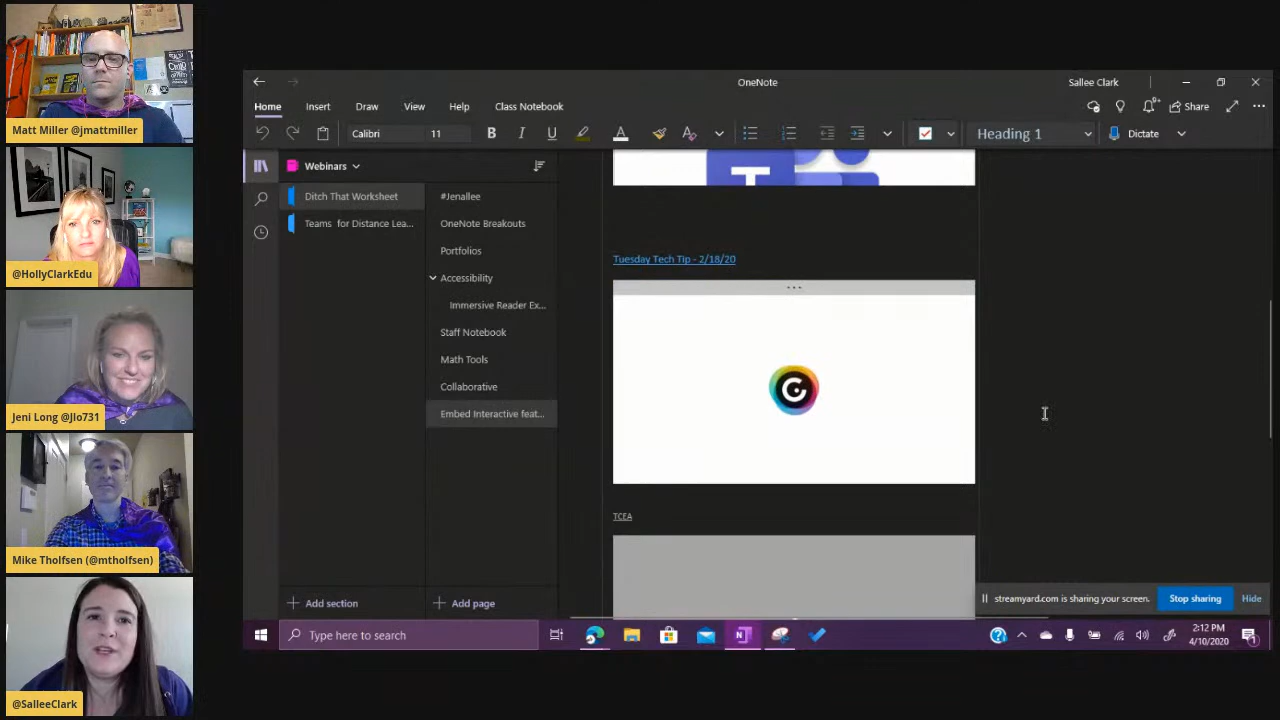 Matt Miller @jmattmiller
@HollyClarkEdu
Jeni Long @Jlo731
Mike Tholfsen (@mtholfsen)
@SalleeClark
OneNote
Sallee Clark
Home Insert Draw View Help Class Notebook
Share
Calibri 11 B I U A A Heading 1 Dictate
Webinars
Ditch That Worksheet
Teams for Distance Lea...
#Jenallee
OneNote Breakouts
Portfolios
Accessibility
Immersive Reader Ex...
Staff Notebook
Math Tools
Collaborative
Embed Interactive feat...
Add section
Add page
T
Tuesday Tech Tip - 2/18/20
TCEA
streamyard.com is sharing your screen.
Stop sharing
Hide
Type here to search
2:12 PM
4/10/2020